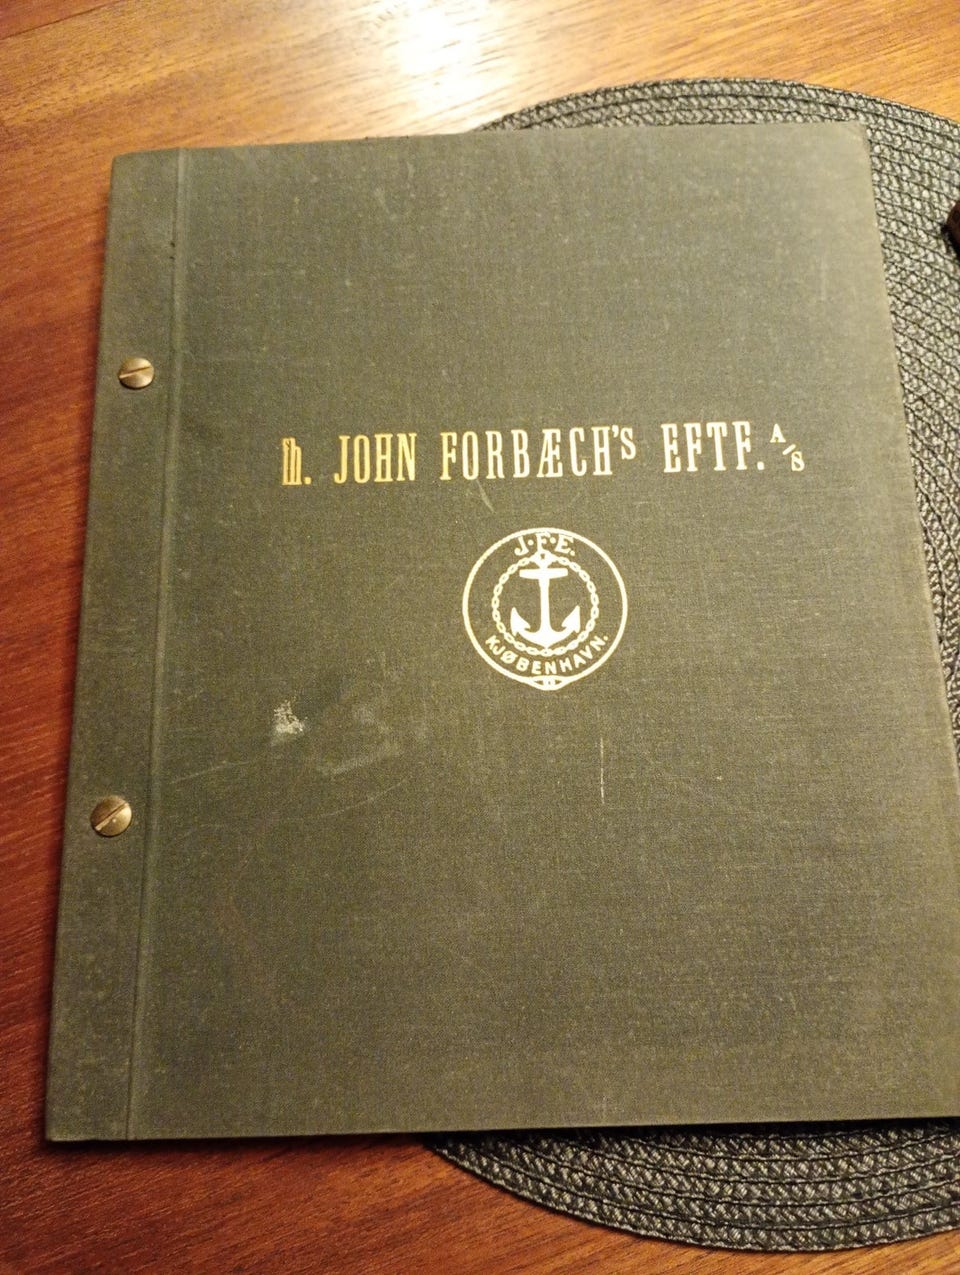 fh. JOHN FORBÆCH'S EFTF. A/S
J·F·E.
KJØBENHAVN.